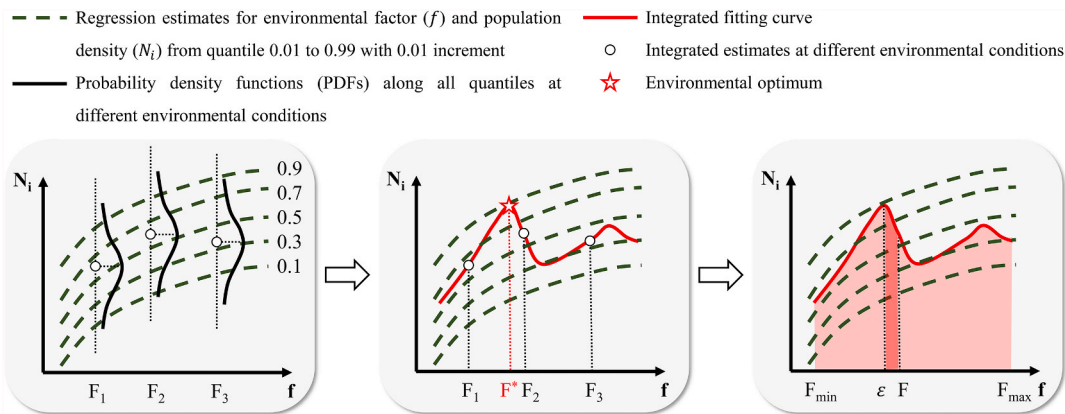 Regression estimates for environmental factor (f) and population
density (Nᵢ) from quantile 0.01 to 0.99 with 0.01 increment
Probability density functions (PDFs) along all quantiles at
different environmental conditions
Integrated fitting curve
Integrated estimates at different environmental conditions
Environmental optimum
Nᵢ
0.9
0.7
0.5
0.3
0.1
F₁ F₂ F₃ f
Nᵢ
F₁ F* F₂ F₃ f
Nᵢ
Fmin ε F Fmax f